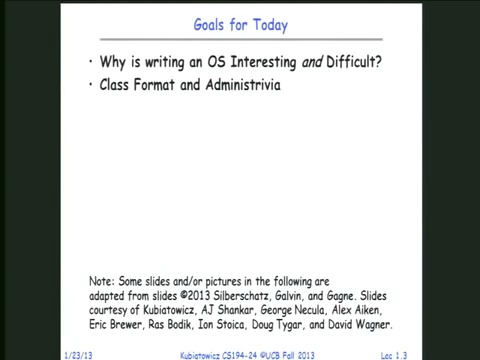 Goals for Today
• Why is writing an OS Interesting and Difficult?
• Class Format and Administrivia
Note: Some slides and/or pictures in the following are
adapted from slides ©2013 Silberschatz, Galvin, and Gagne. Slides
courtesy of Kubiatowicz, AJ Shankar, George Necula, Alex Aiken,
Eric Brewer, Ras Bodik, Ion Stoica, Doug Tygar, and David Wagner.
1/23/13 Kubiatowicz CS194-24 ©UCB Fall 2013 Lec 1.3